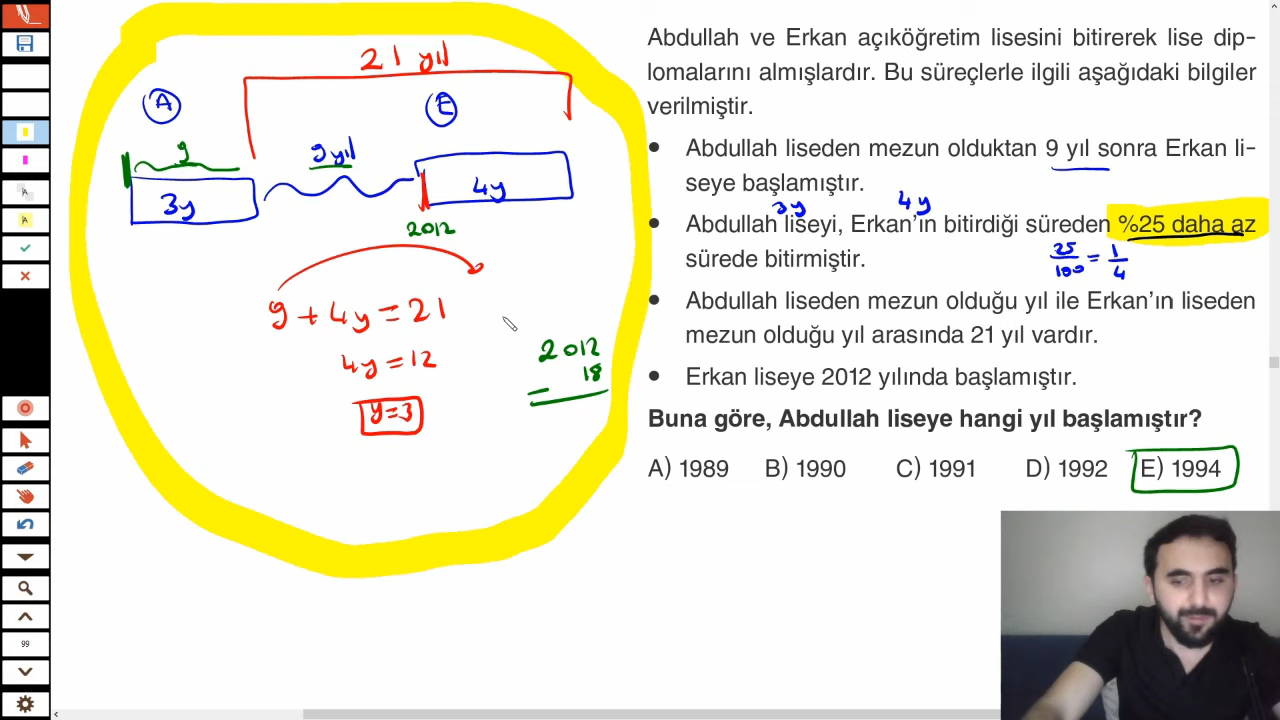 21 yıl
A
E
9
9 yıl
3y
4y
2012
9 + 4y = 21
4y = 12
y=3
2012
18
Abdullah ve Erkan açıköğretim lisesini bitirerek lise dip-
lomalarını almışlardır. Bu süreçlerle ilgili aşağıdaki bilgiler
verilmiştir.
• Abdullah liseden mezun olduktan 9 yıl sonra Erkan li-
seye başlamıştır.
3y 4y
• Abdullah liseyi, Erkan'ın bitirdiği süreden %25 daha az
sürede bitirmiştir.
25/100 = 1/4
• Abdullah liseden mezun olduğu yıl ile Erkan'ın liseden
mezun olduğu yıl arasında 21 yıl vardır.
• Erkan liseye 2012 yılında başlamıştır.
Buna göre, Abdullah liseye hangi yıl başlamıştır?
A) 1989 B) 1990 C) 1991 D) 1992 E) 1994
A
A
99